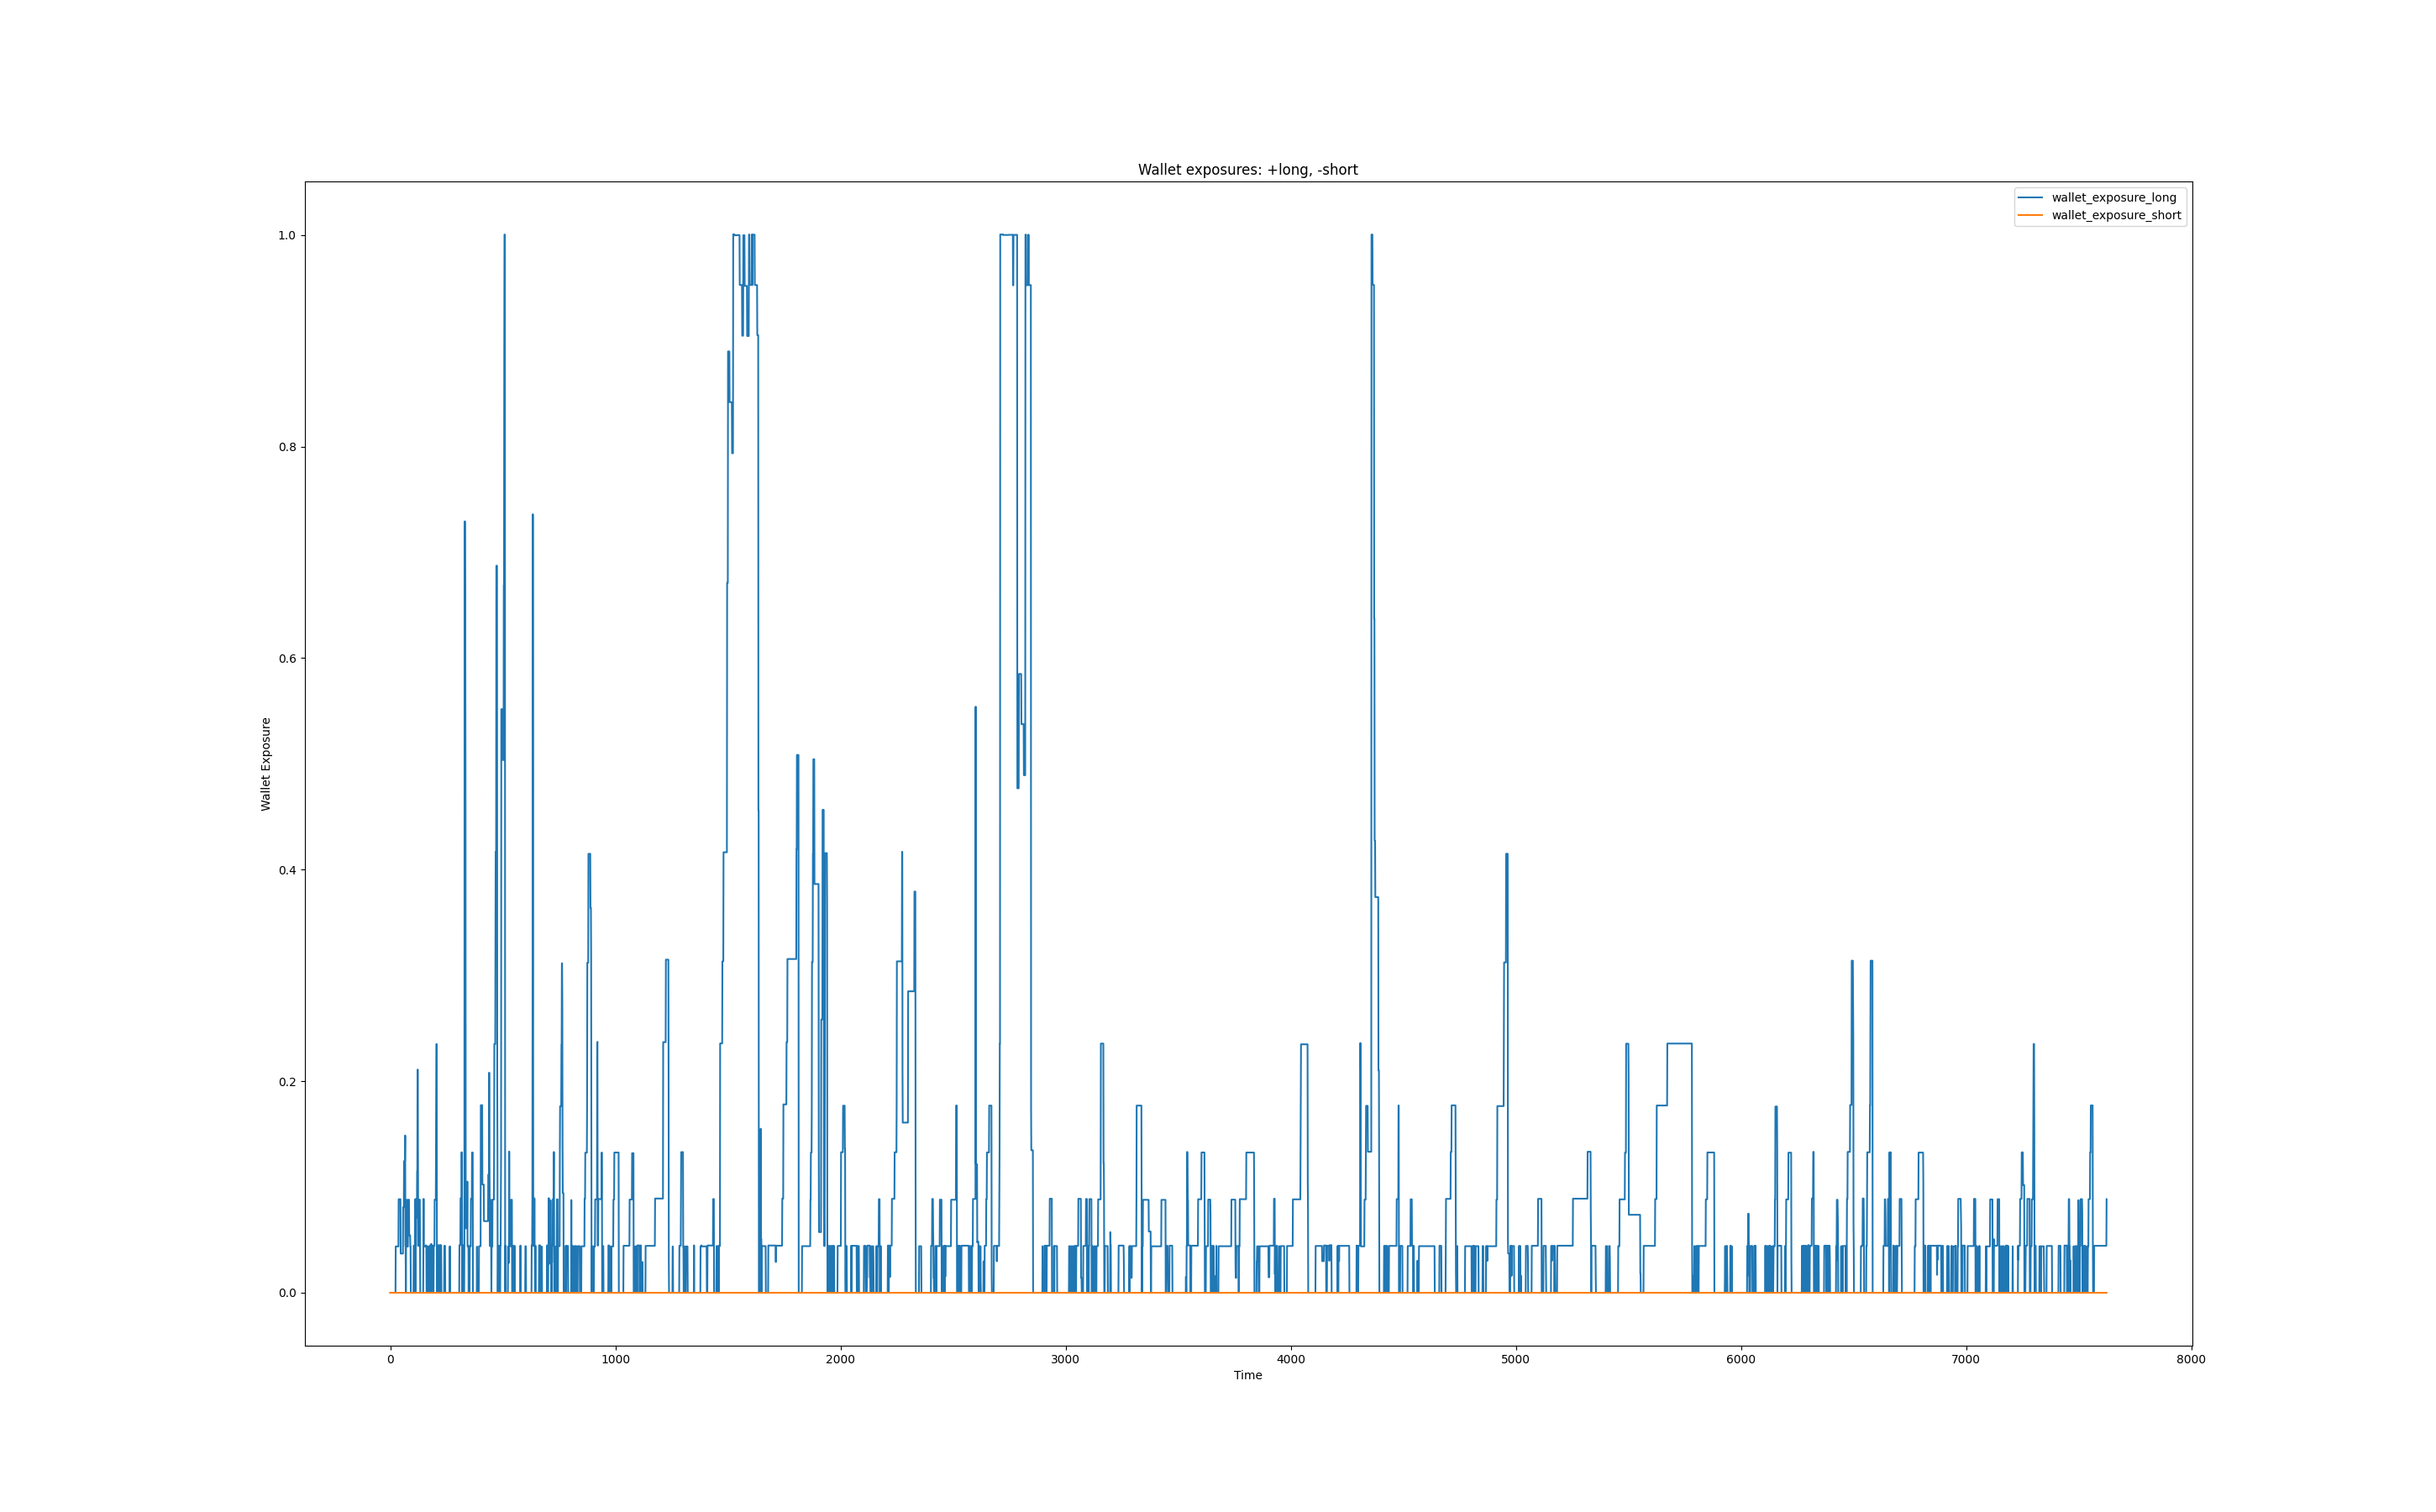 Wallet exposures: +long, -short
wallet_exposure_long
wallet_exposure_short
1.0
0.8
0.6
0.4
0.2
0.0
Wallet Exposure
0 1000 2000 3000 4000 5000 6000 7000 8000
Time